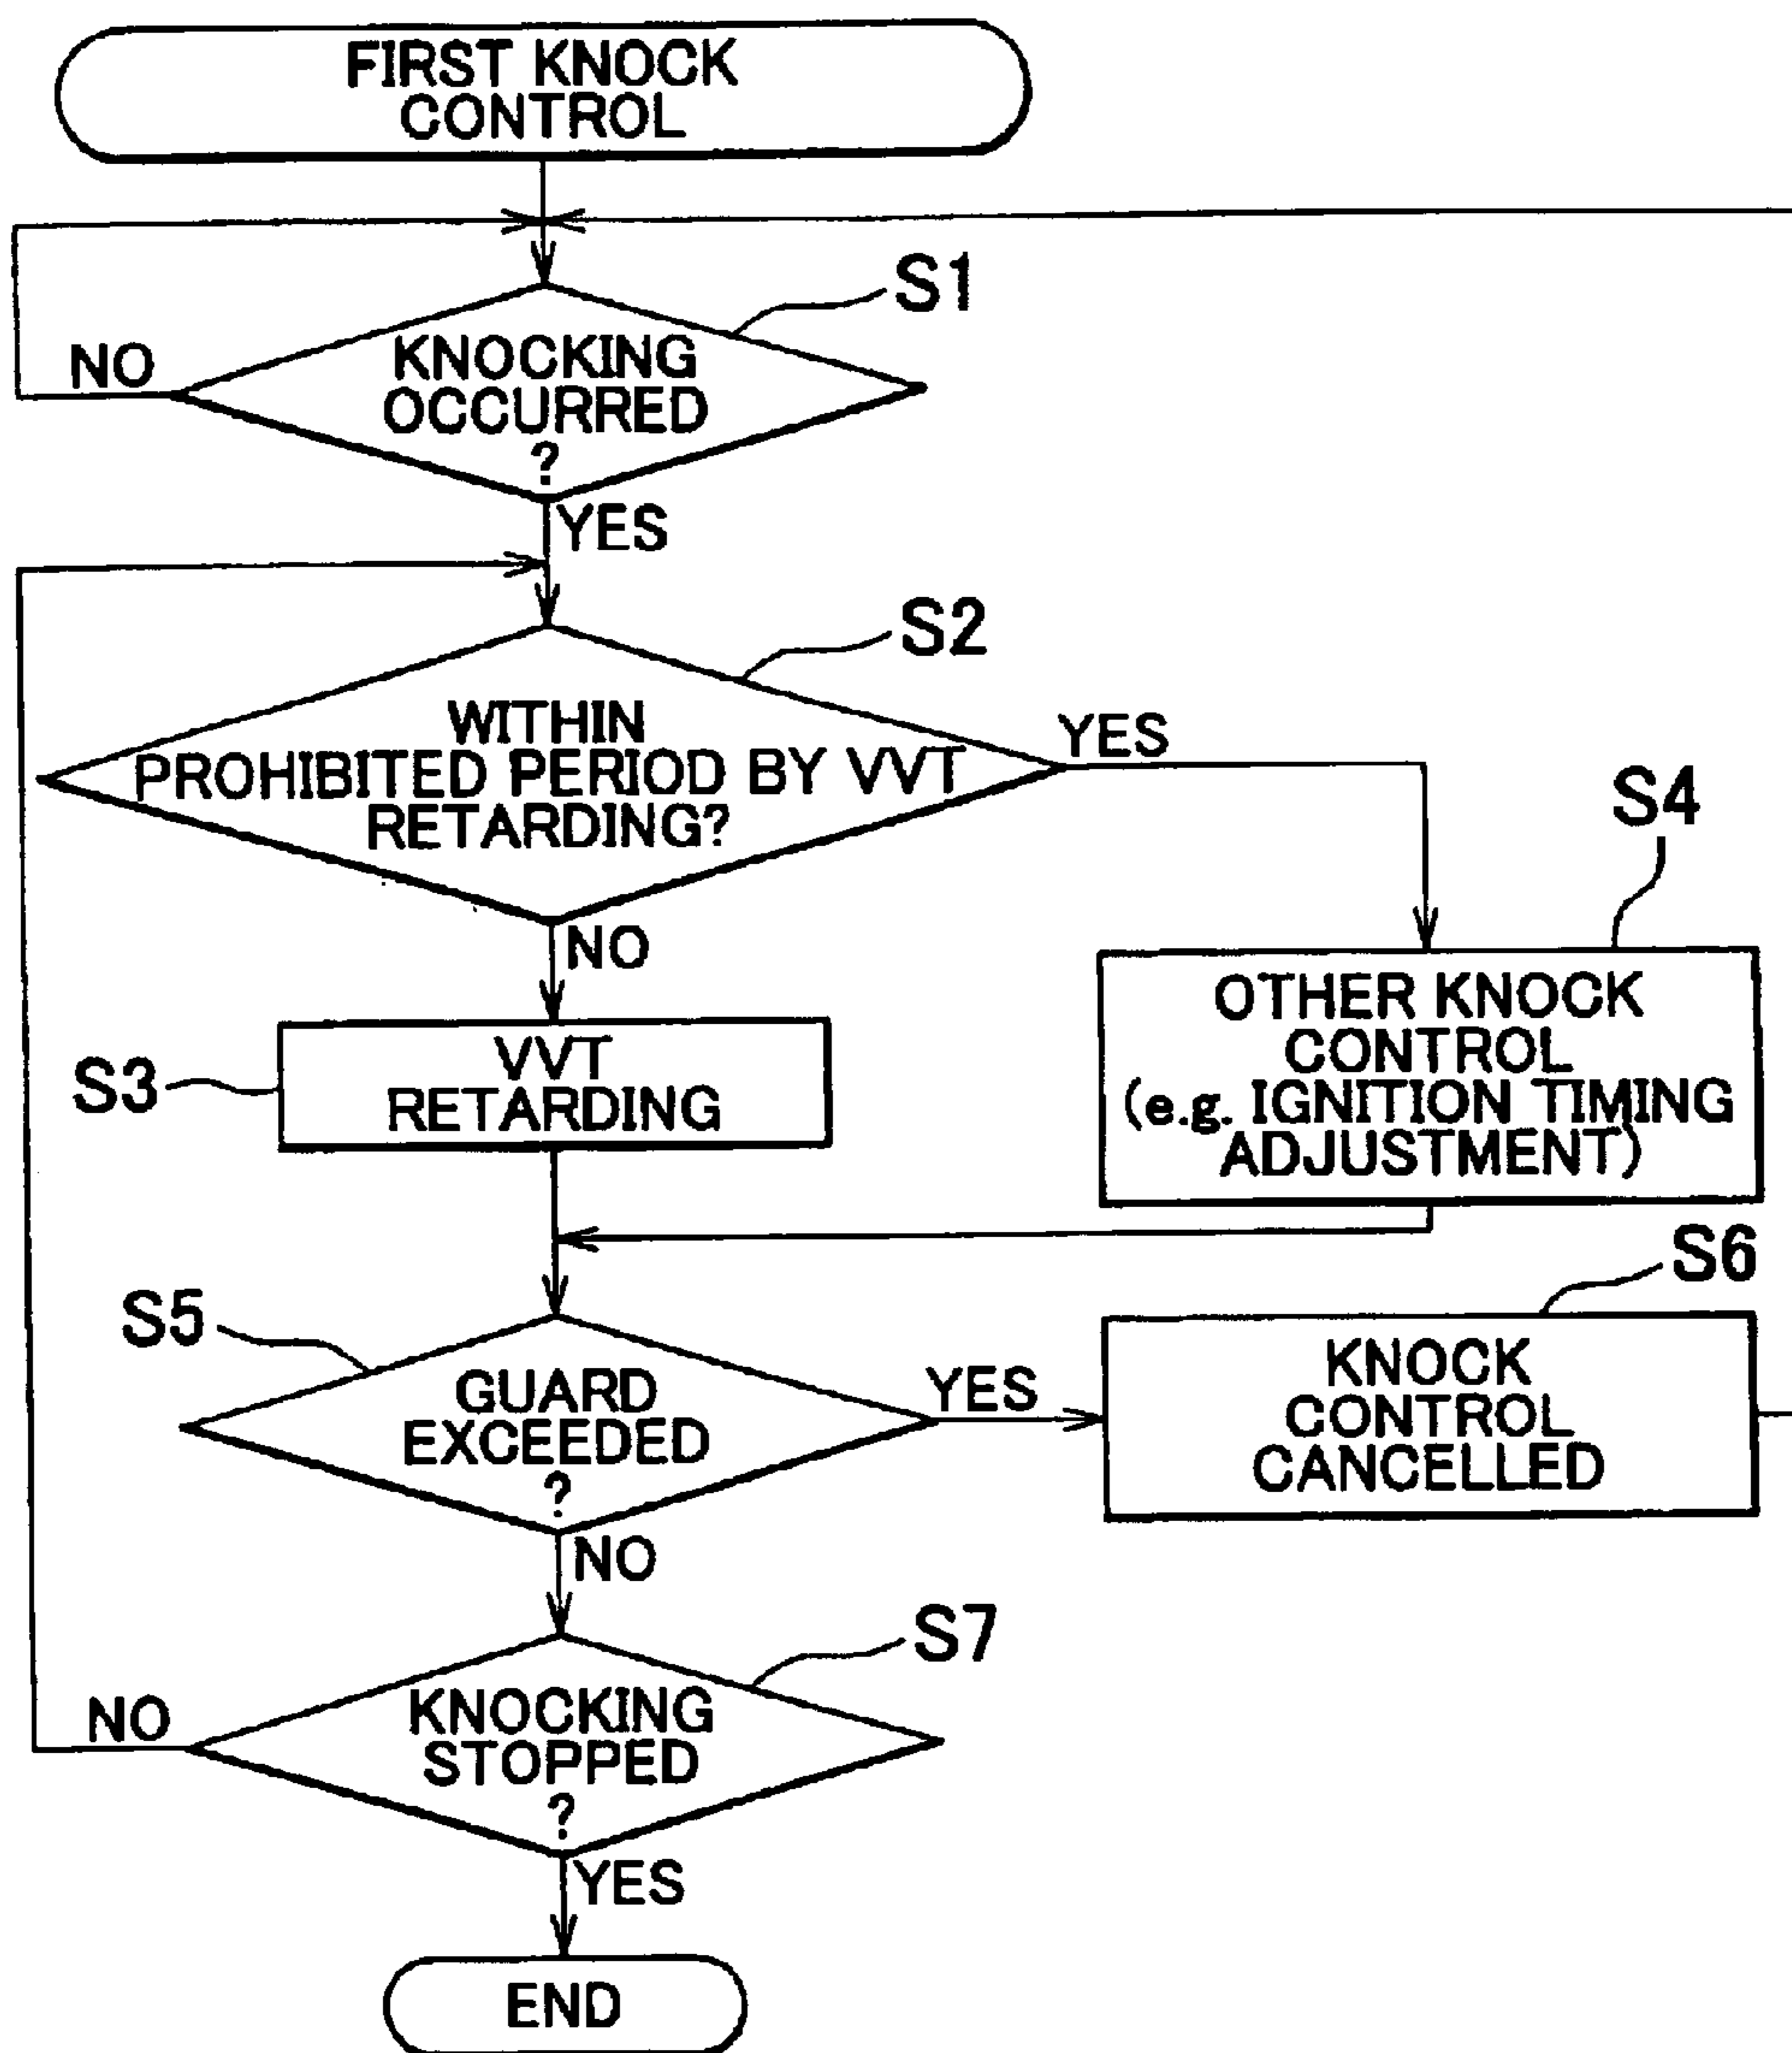 FIRST KNOCK
CONTROL
S1
KNOCKING
OCCURRED
?
NO
YES
S2
WITHIN
PROHIBITED PERIOD BY VVT
RETARDING?
YES
NO
S4
OTHER KNOCK
CONTROL
(e.g. IGNITION TIMING
ADJUSTMENT)
S3
VVT
RETARDING
S5
GUARD
EXCEEDED
?
YES
NO
S6
KNOCK
CONTROL
CANCELLED
S7
KNOCKING
STOPPED
?
NO
YES
END